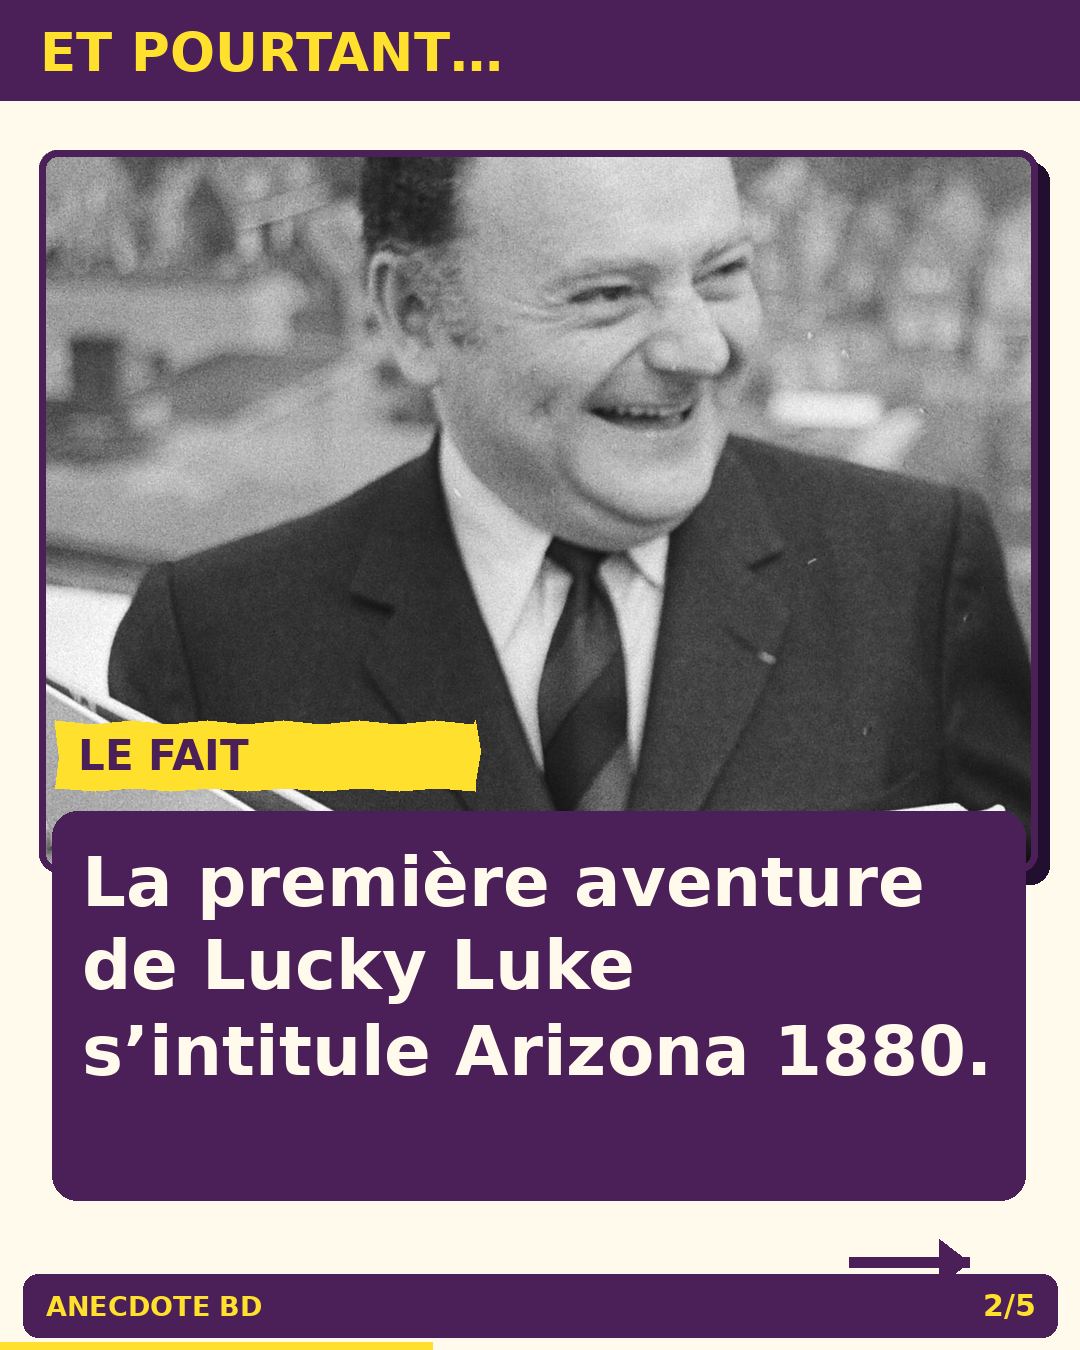 ET POURTANT…
LE FAIT
La première aventure
de Lucky Luke
s’intitule Arizona 1880.
ANECDOTE BD
2/5